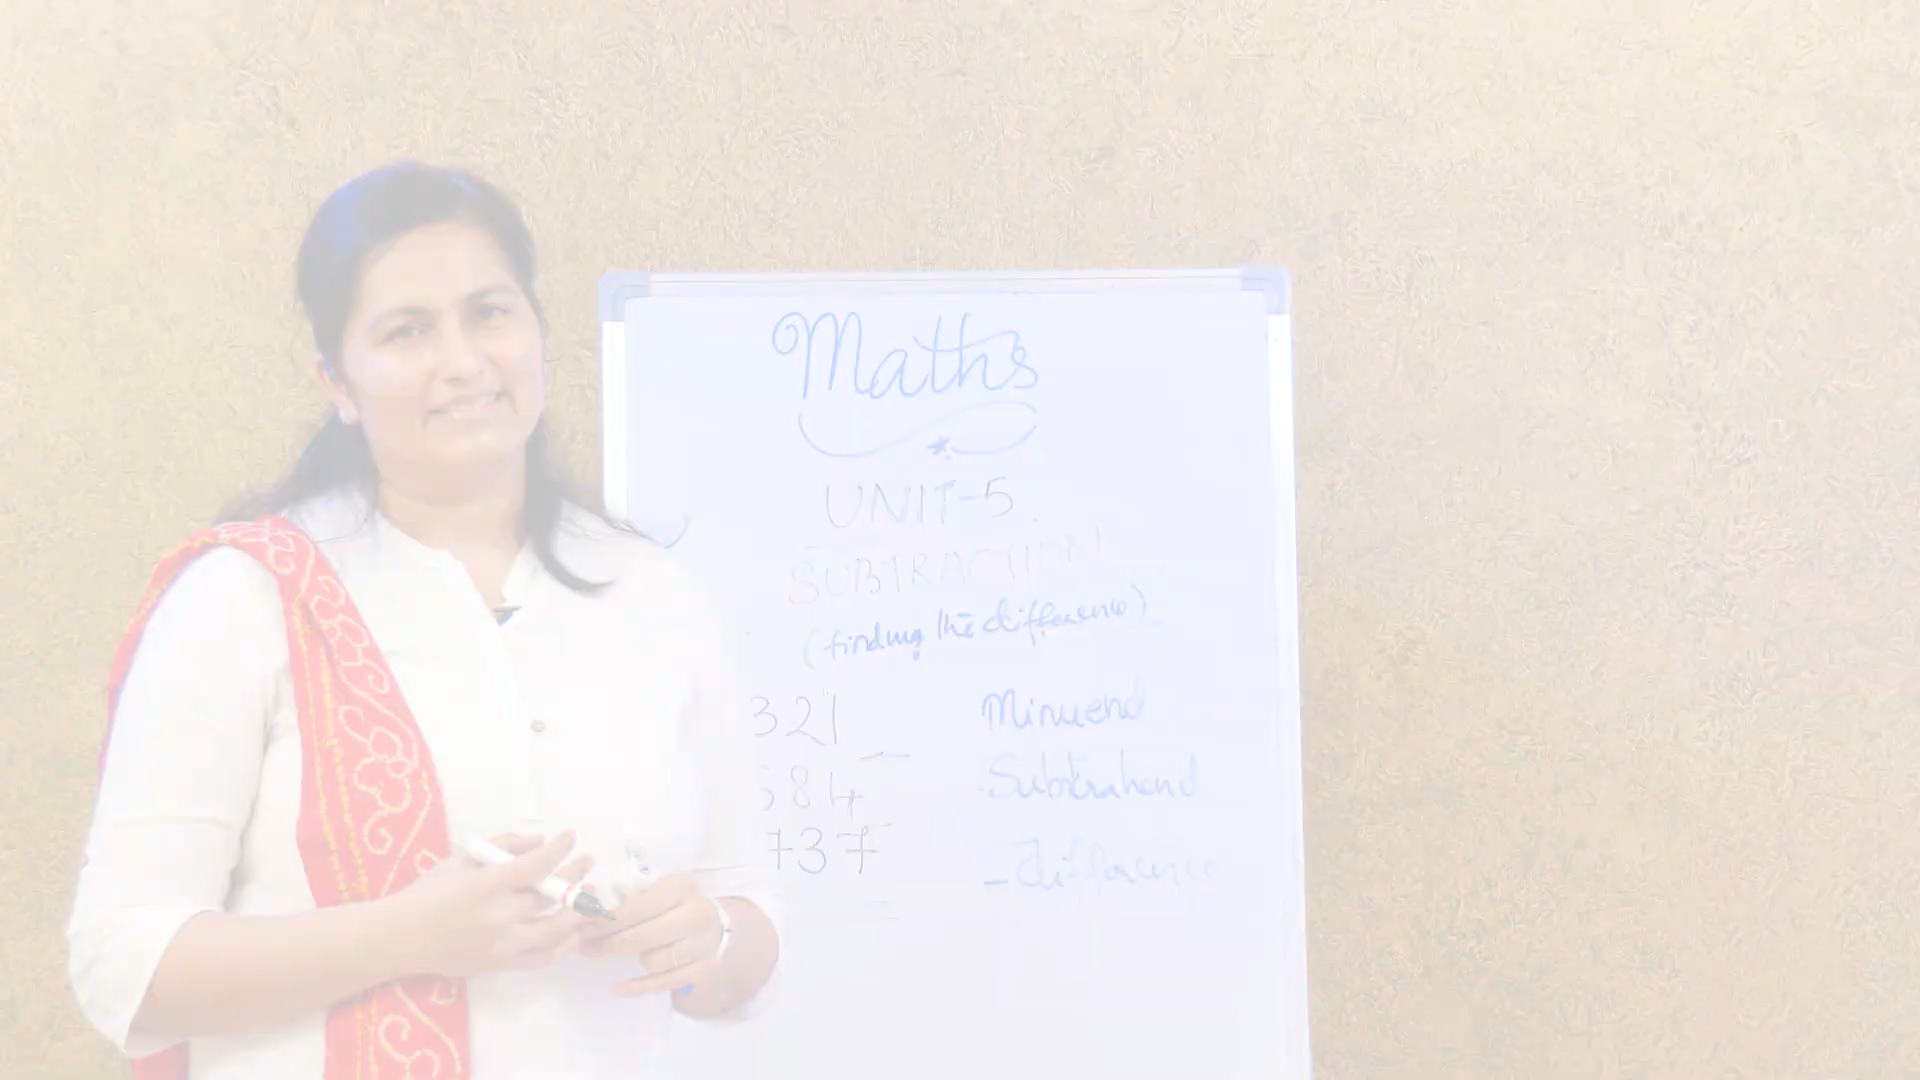 Maths
UNIT-5
SUBTRACTION
(finding the difference)
321 Minuend
584 Subtrahend
737 - difference